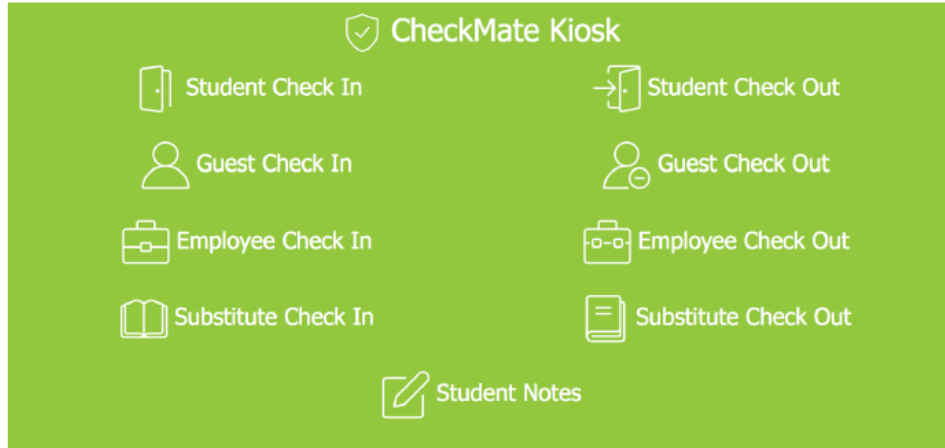 CheckMate Kiosk
Student Check In
Student Check Out
Guest Check In
Guest Check Out
Employee Check In
Employee Check Out
Substitute Check In
Substitute Check Out
Student Notes